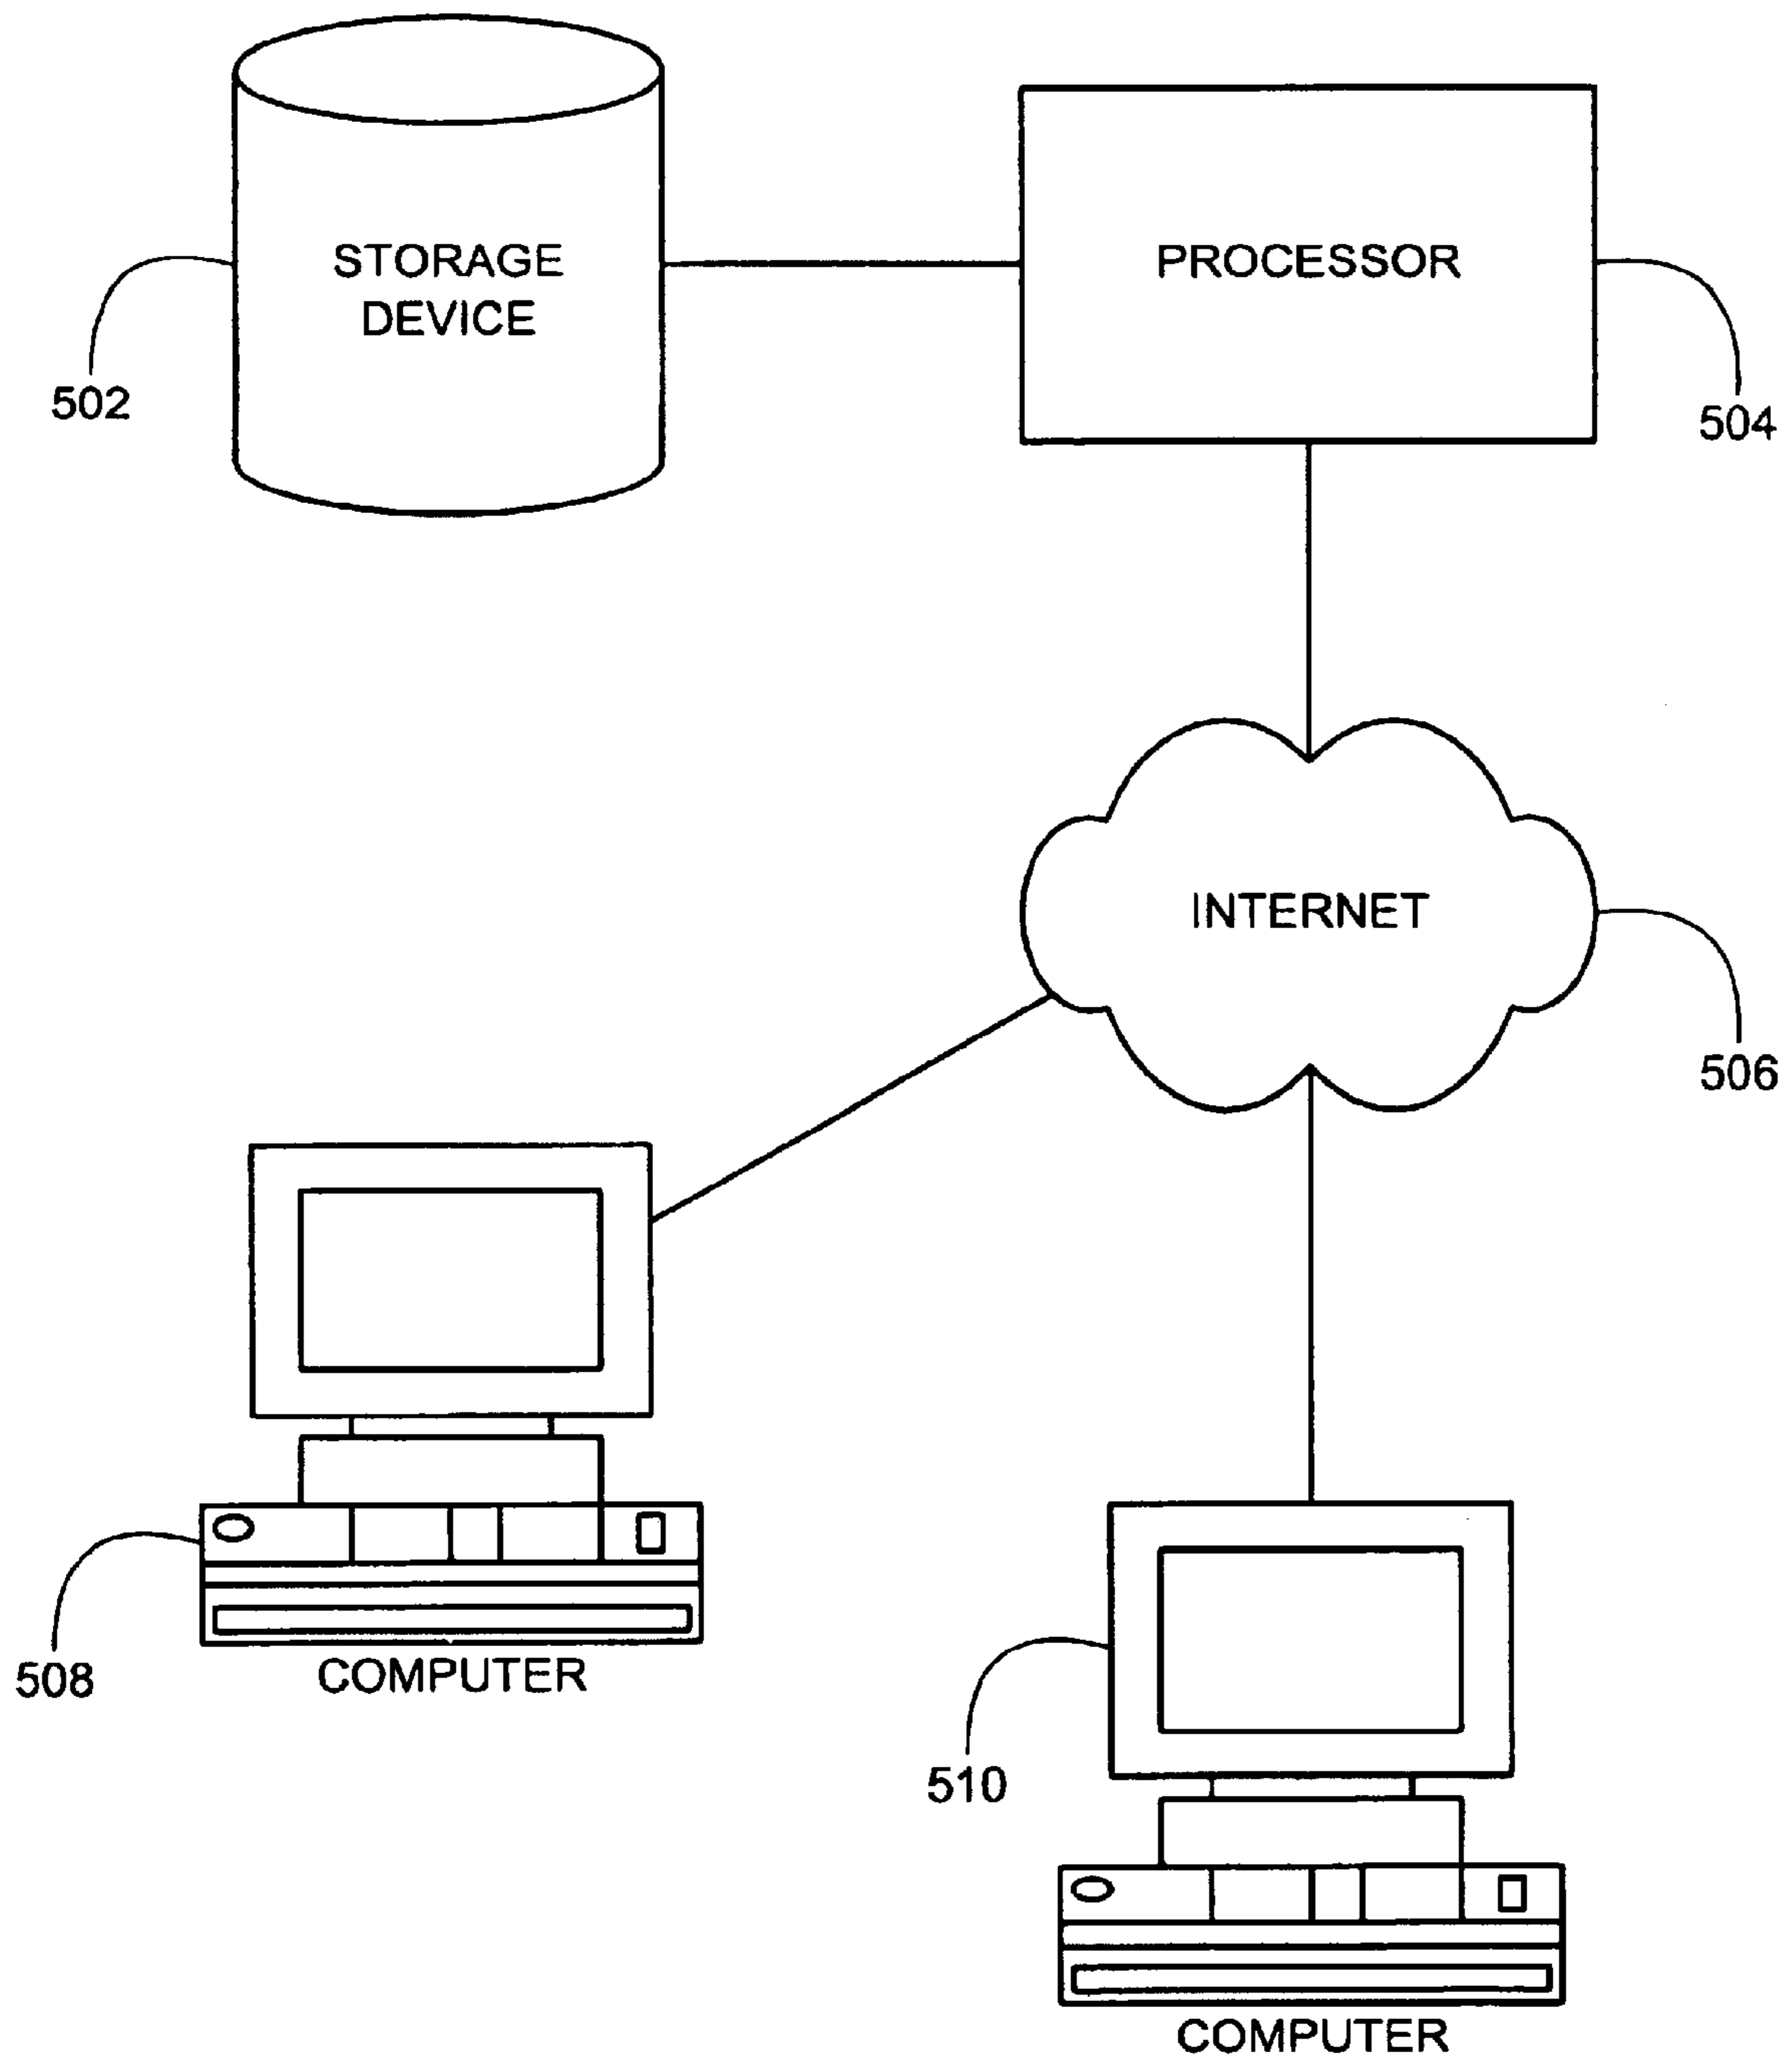 STORAGE
DEVICE
PROCESSOR
502
504
INTERNET
506
508
COMPUTER
510
COMPUTER